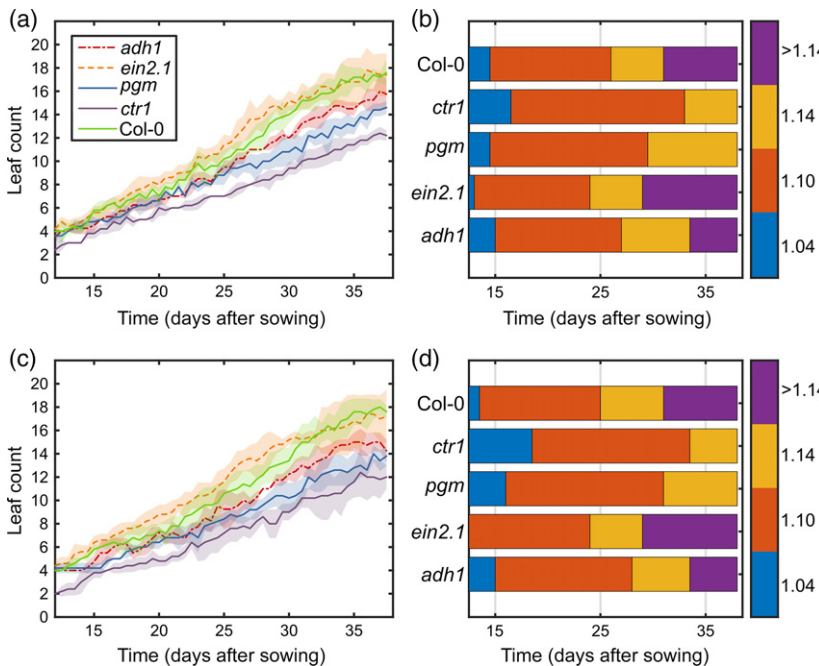 (a)
Leaf count
20
18
16
14
12
10
8
6
4
2
0
adh1
ein2.1
pgm
ctr1
Col-0
15 20 25 30 35
Time (days after sowing)
(b)
Col-0
ctr1
pgm
ein2.1
adh1
15 25 35
Time (days after sowing)
>1.14
1.14
1.10
1.04
(c)
Leaf count
20
18
16
14
12
10
8
6
4
2
0
15 20 25 30 35
Time (days after sowing)
(d)
Col-0
ctr1
pgm
ein2.1
adh1
15 25 35
Time (days after sowing)
>1.14
1.14
1.10
1.04